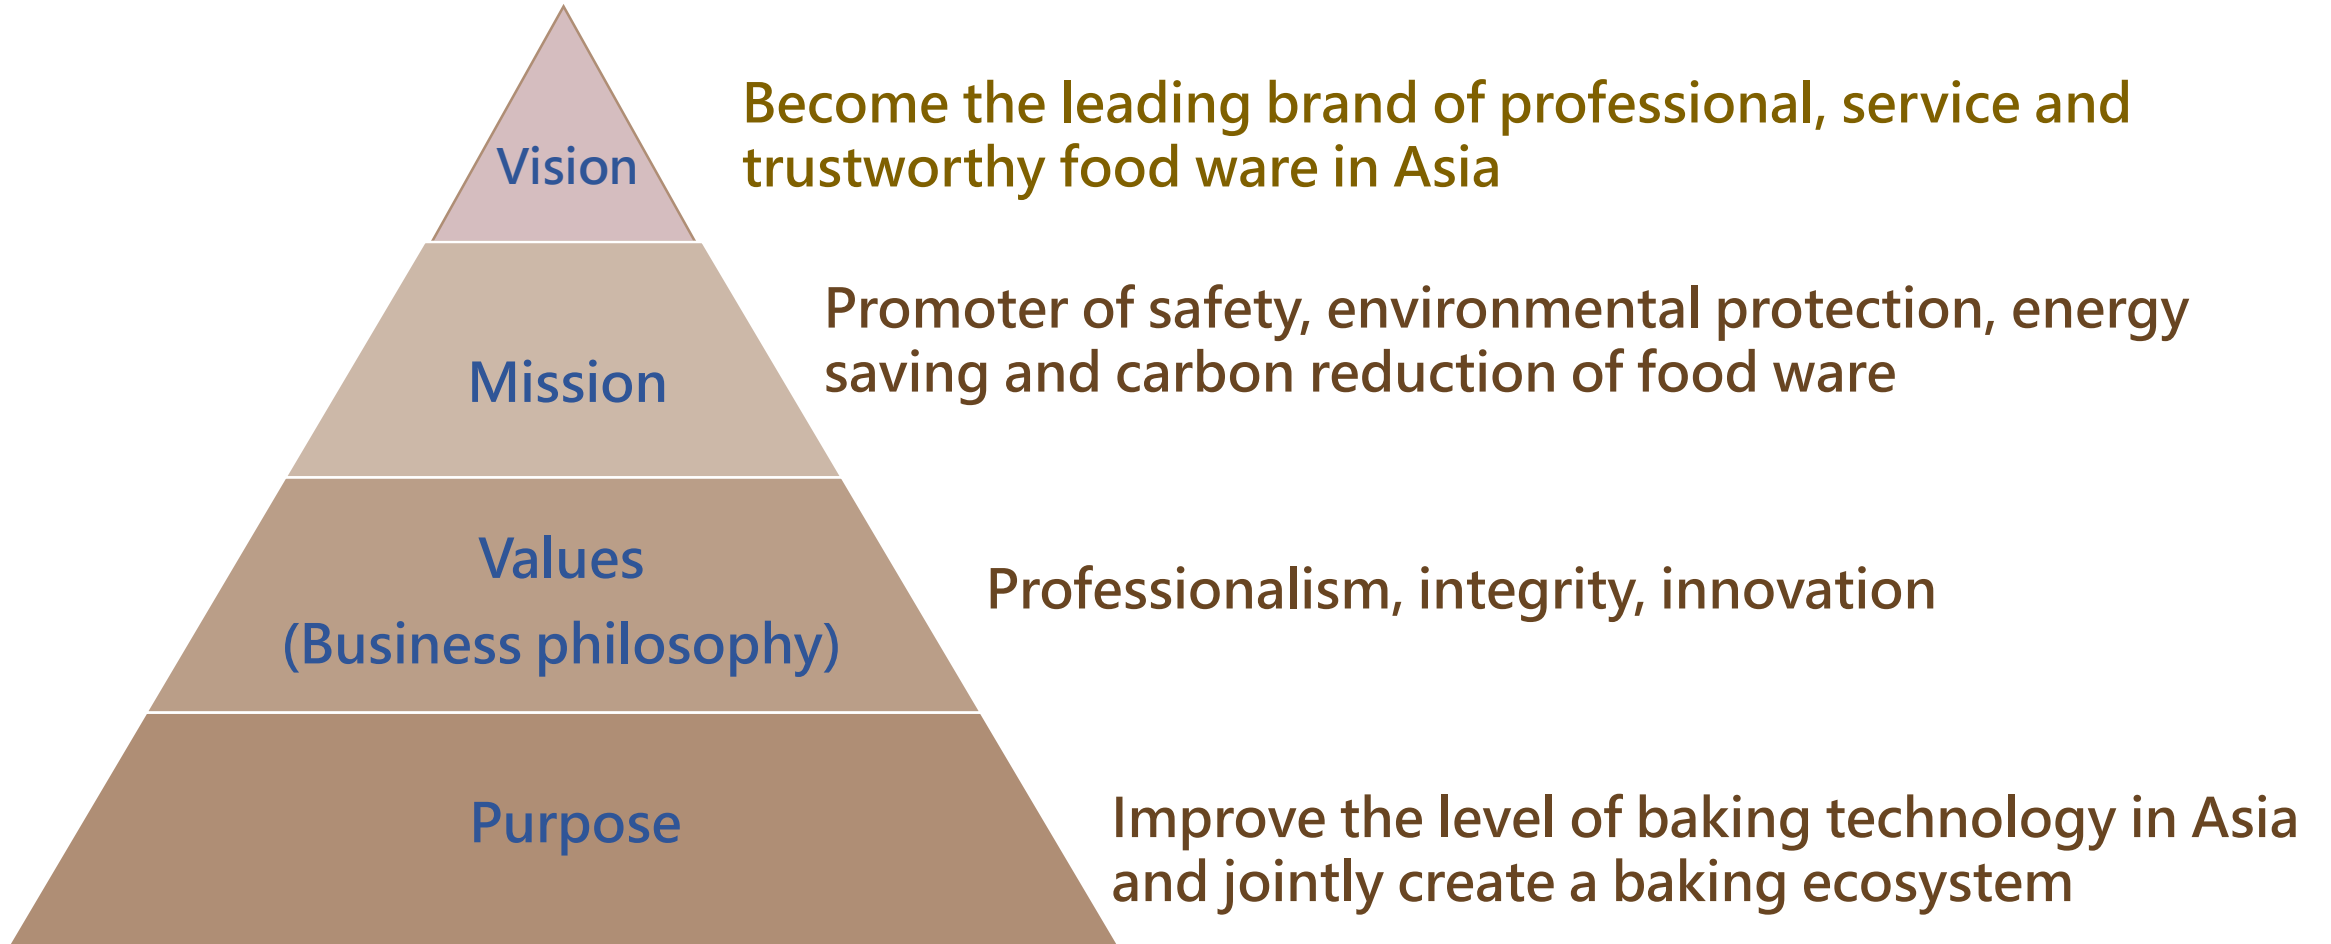 Vision
Become the leading brand of professional, service and
trustworthy food ware in Asia
Mission
Promoter of safety, environmental protection, energy
saving and carbon reduction of food ware
Values
(Business philosophy)
Professionalism, integrity, innovation
Purpose
Improve the level of baking technology in Asia
and jointly create a baking ecosystem